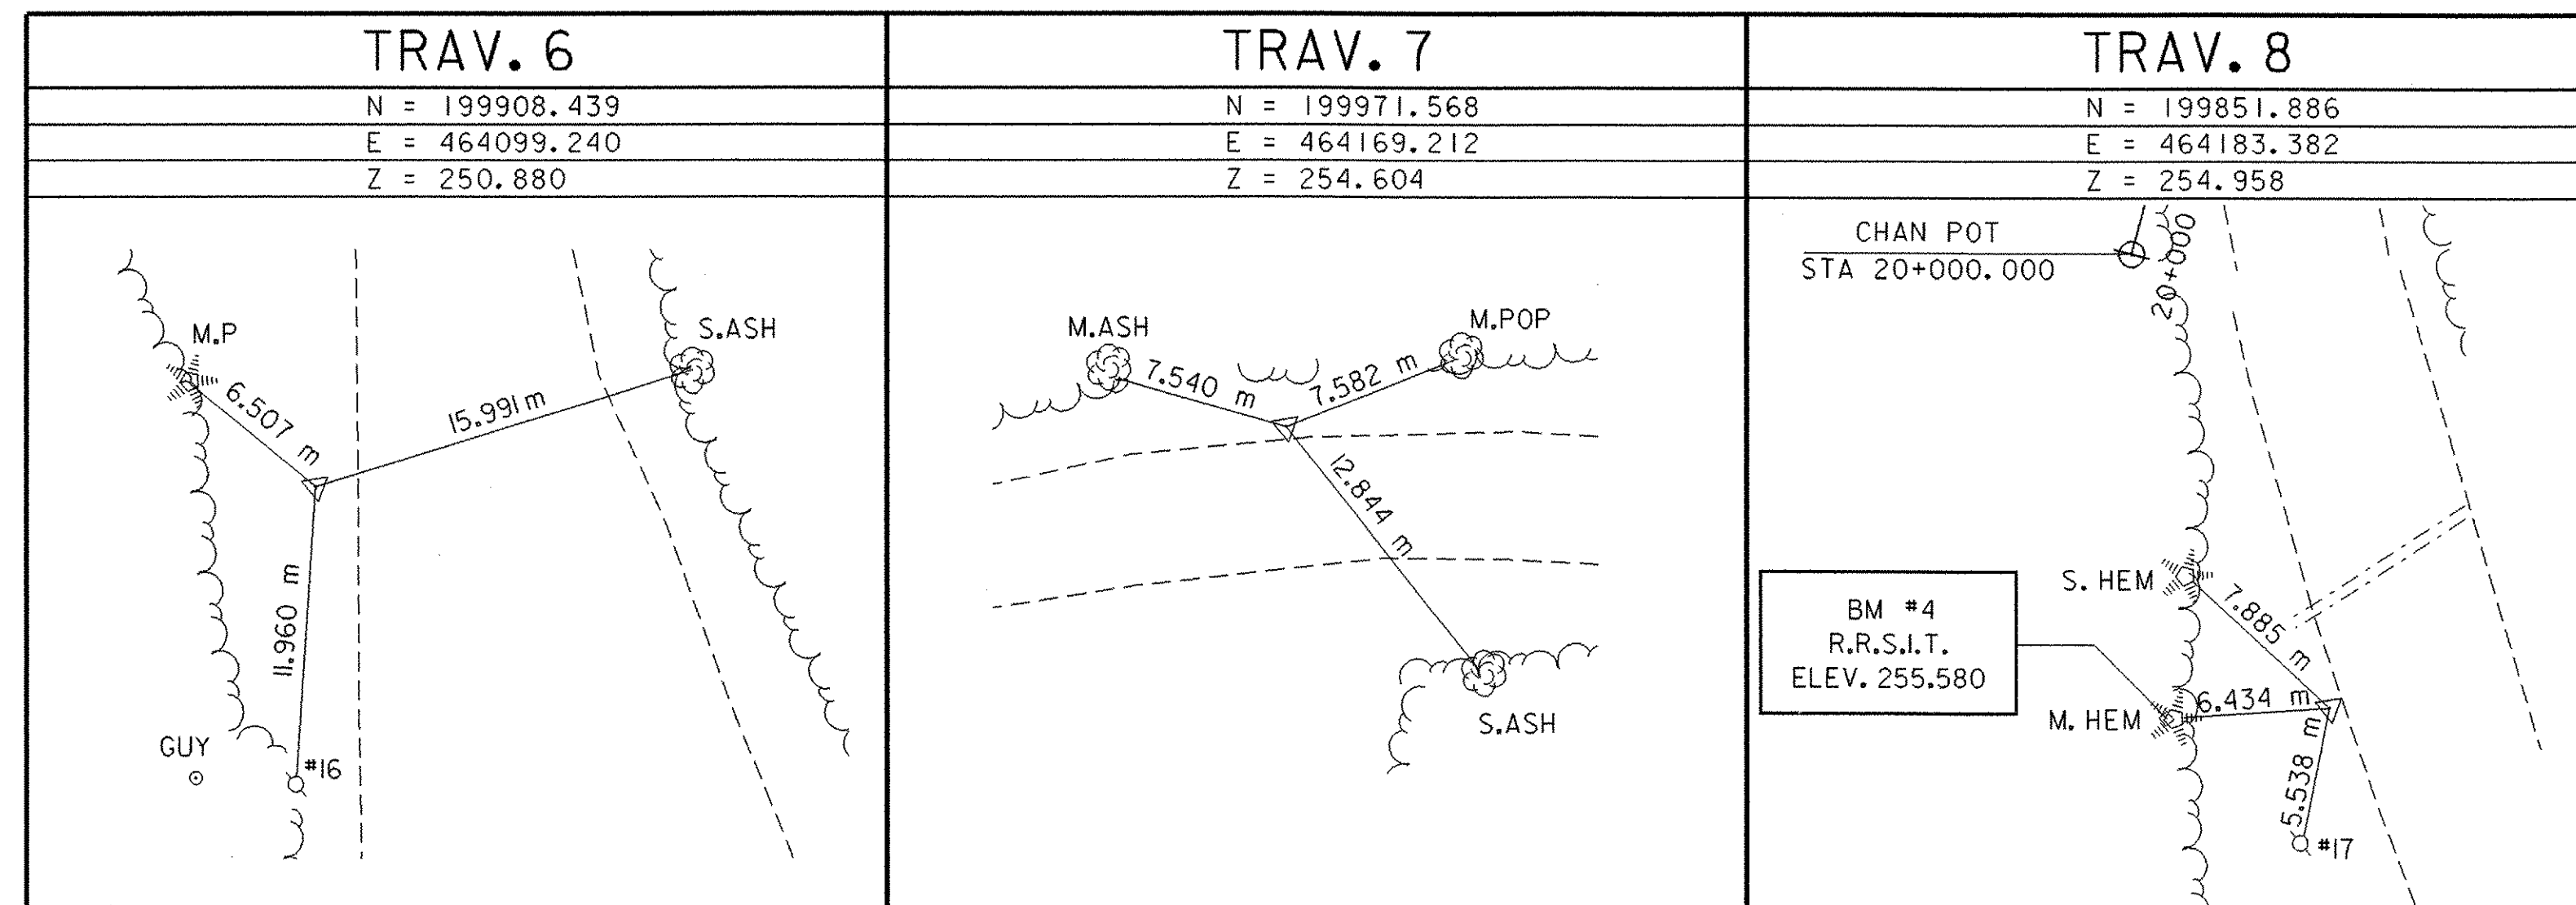 TRAV. 6
N = 199908.439
E = 464099.240
Z = 250.880
M.P
S.ASH
6.507 m
15.991 m
11.960 m
GUY
#16
TRAV. 7
N = 199971.568
E = 464169.212
Z = 254.604
M.ASH
M.POP
7.540 m
7.582 m
12.844 m
S.ASH
TRAV. 8
N = 199851.886
E = 464183.382
Z = 254.958
CHAN POT
STA 20+000.000
20+000
S. HEM
7.885 m
BM #4
R.R.S.I.T.
ELEV. 255.580
M. HEM
6.434 m
5.538 m
#17